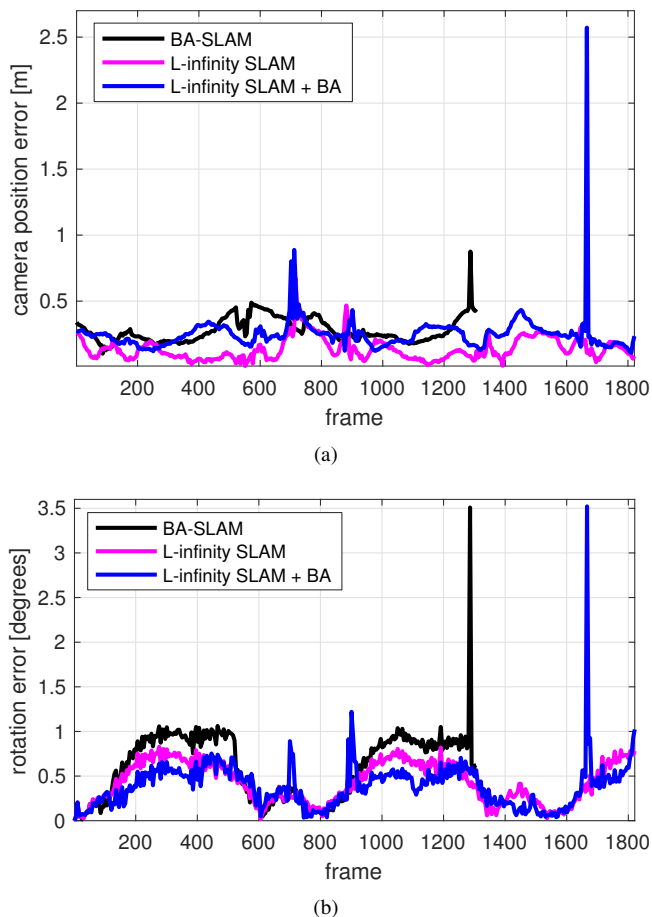 2.5
2
1.5
1
0.5
camera position error [m]
BA-SLAM
L-infinity SLAM
L-infinity SLAM + BA
200 400 600 800 1000 1200 1400 1600 1800
frame
(a)
3.5
3
2.5
2
1.5
1
0.5
0
rotation error [degrees]
BA-SLAM
L-infinity SLAM
L-infinity SLAM + BA
200 400 600 800 1000 1200 1400 1600 1800
frame
(b)